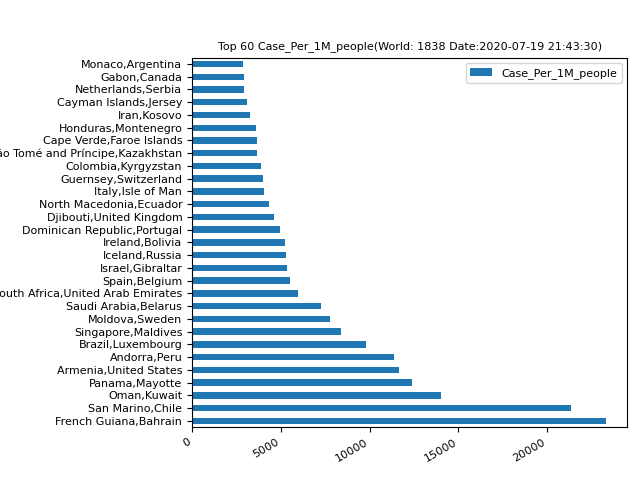 Top 60 Case_Per_1M_people(World: 1838 Date:2020-07-19 21:43:30)
Case_Per_1M_people
Monaco,Argentina
Gabon,Canada
Netherlands,Serbia
Cayman Islands,Jersey
Iran,Kosovo
Honduras,Montenegro
Cape Verde,Faroe Islands
ão Tomé and Príncipe,Kazakhstan
Colombia,Kyrgyzstan
Guernsey,Switzerland
Italy,Isle of Man
North Macedonia,Ecuador
Djibouti,United Kingdom
Dominican Republic,Portugal
Ireland,Bolivia
Iceland,Russia
Israel,Gibraltar
Spain,Belgium
outh Africa,United Arab Emirates
Saudi Arabia,Belarus
Moldova,Sweden
Singapore,Maldives
Brazil,Luxembourg
Andorra,Peru
Armenia,United States
Panama,Mayotte
Oman,Kuwait
San Marino,Chile
French Guiana,Bahrain
0 5000 10000 15000 20000